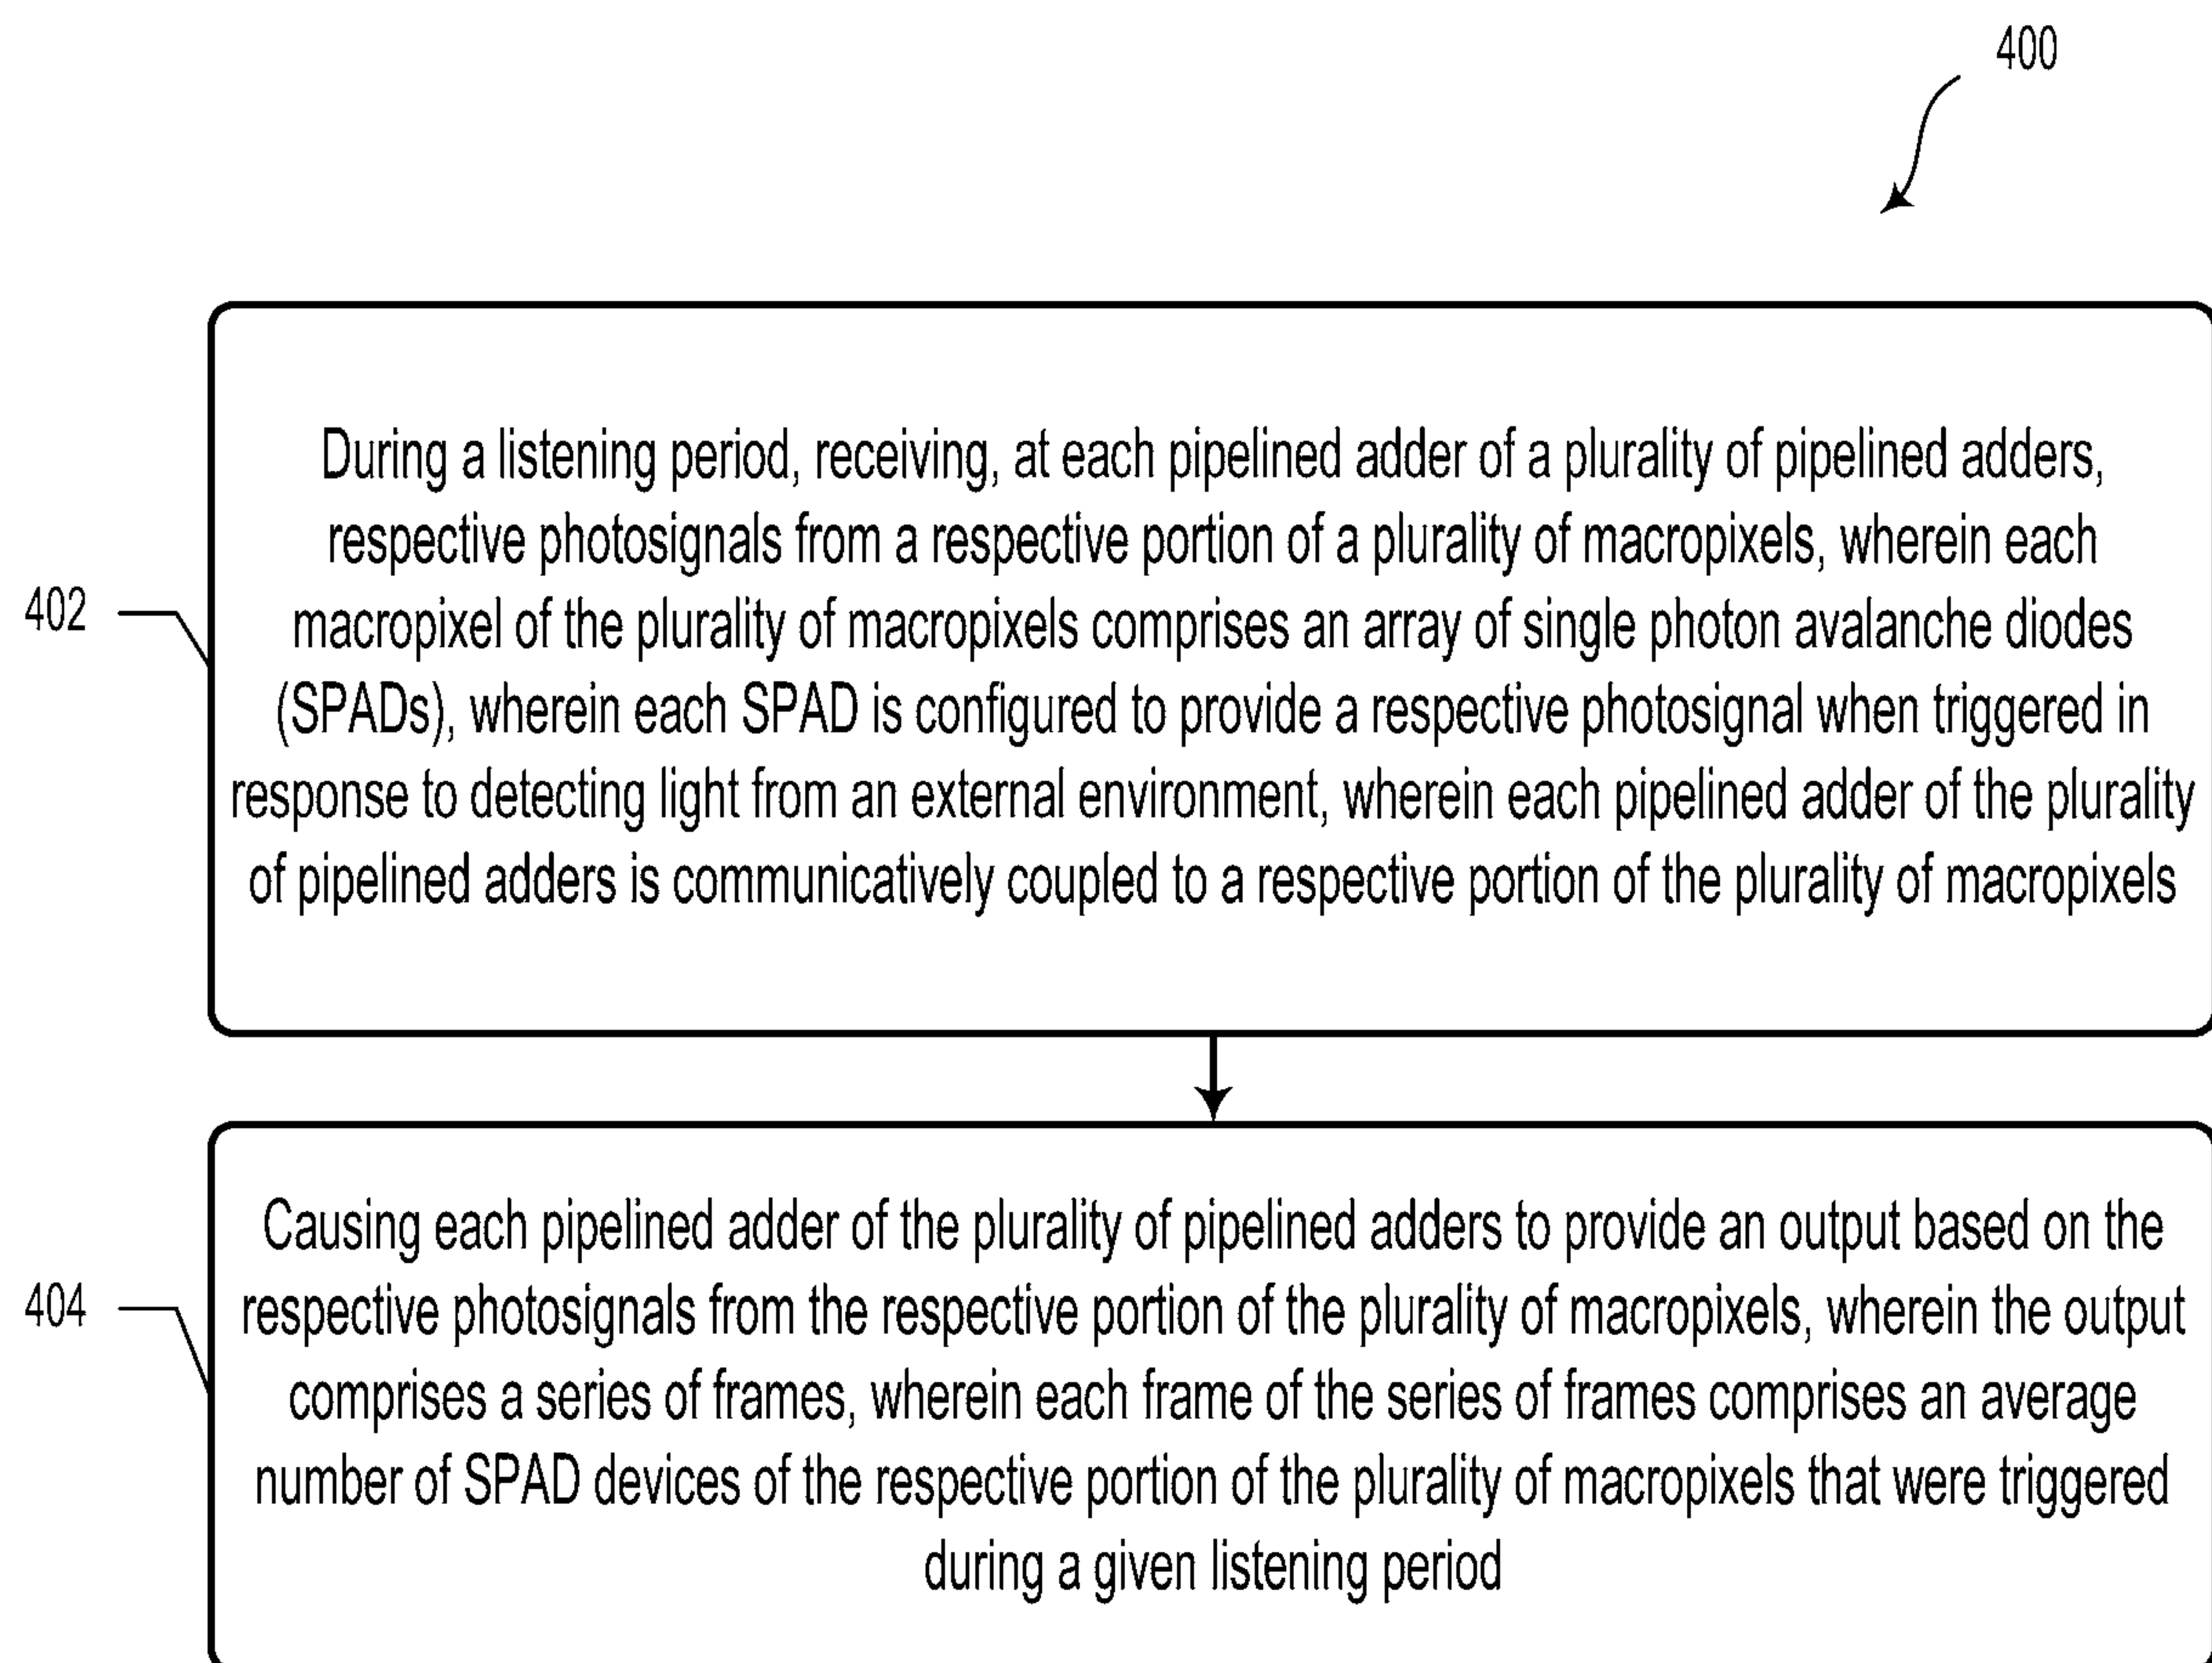 400
During a listening period, receiving, at each pipelined adder of a plurality of pipelined adders,
respective photosignals from a respective portion of a plurality of macropixels, wherein each
macropixel of the plurality of macropixels comprises an array of single photon avalanche diodes
(SPADs), wherein each SPAD is configured to provide a respective photosignal when triggered in
response to detecting light from an external environment, wherein each pipelined adder of the plurality
of pipelined adders is communicatively coupled to a respective portion of the plurality of macropixels
402
Causing each pipelined adder of the plurality of pipelined adders to provide an output based on the
respective photosignals from the respective portion of the plurality of macropixels, wherein the output
comprises a series of frames, wherein each frame of the series of frames comprises an average
number of SPAD devices of the respective portion of the plurality of macropixels that were triggered
during a given listening period
404